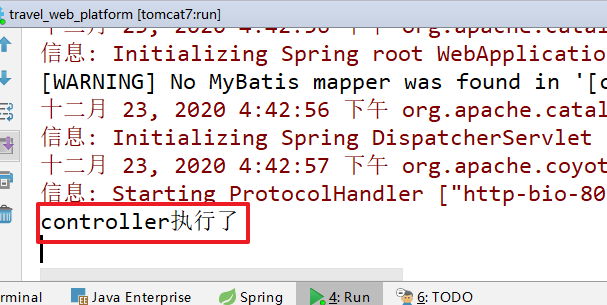 travel_web_platform [tomcat7:run]
十二月 23, 2020 4:42:56 下午 org.apache.catal
信息: Initializing Spring root WebApplicatio
[WARNING] No MyBatis mapper was found in '[c
十二月 23, 2020 4:42:56 下午 org.apache.catal
信息: Initializing Spring DispatcherServlet
十二月 23, 2020 4:42:57 下午 org.apache.coyot
信息: Starting ProtocolHandler ["http-bio-80
controller执行了
rminal Java Enterprise Spring 4: Run 6: TODO